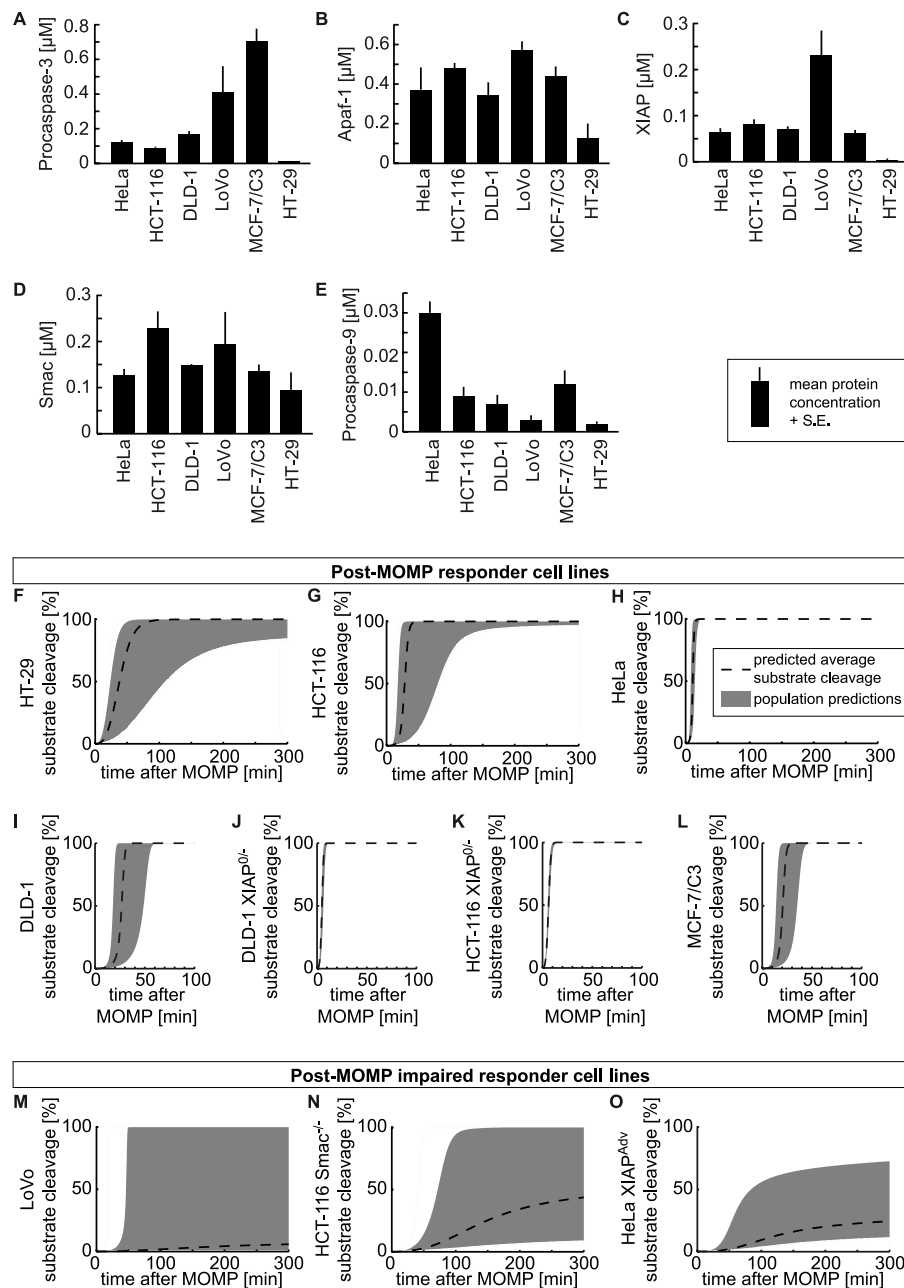 A
Procaspase-3 [µM]
0.8
0.6
0.4
0.2
0
HeLa
HCT-116
DLD-1
LoVo
MCF-7/C3
HT-29
B
Apaf-1 [µM]
0.6
0.4
0.2
0
HeLa
HCT-116
DLD-1
LoVo
MCF-7/C3
HT-29
C
XIAP [µM]
0.3
0.2
0.1
0
HeLa
HCT-116
DLD-1
LoVo
MCF-7/C3
HT-29
D
Smac [µM]
0.3
0.2
0.1
0
HeLa
HCT-116
DLD-1
LoVo
MCF-7/C3
HT-29
E
Procaspase-9 [µM]
0.03
0.02
0.01
0
HeLa
HCT-116
DLD-1
LoVo
MCF-7/C3
HT-29
mean protein
concentration
+ S.E.
Post-MOMP responder cell lines
F
HT-29
substrate cleavage [%]
100
50
0
0 100 200 300
time after MOMP [min]
G
HCT-116
substrate cleavage [%]
100
50
0
0 100 200 300
time after MOMP [min]
H
HeLa
substrate cleavage [%]
100
50
0
0 100 200 300
time after MOMP [min]
predicted average
substrate cleavage
population predictions
I
DLD-1
substrate cleavage [%]
100
50
0
0 50 100
time after
MOMP [min]
J
DLD-1 XIAP0/-
substrate cleavage [%]
100
50
0
0 50 100
time after
MOMP [min]
K
HCT-116 XIAP0/-
substrate cleavage [%]
100
50
0
0 50 100
time after
MOMP [min]
L
MCF-7/C3
substrate cleavage [%]
100
50
0
0 50 100
time after
MOMP [min]
Post-MOMP impaired responder cell lines
M
LoVo
substrate cleavage [%]
100
50
0
0 100 200 300
time after MOMP [min]
N
HCT-116 Smac-/-
substrate cleavage [%]
100
50
0
0 100 200 300
time after MOMP [min]
O
HeLa XIAPAdv
substrate cleavage [%]
100
50
0
0 100 200 300
time after MOMP [min]